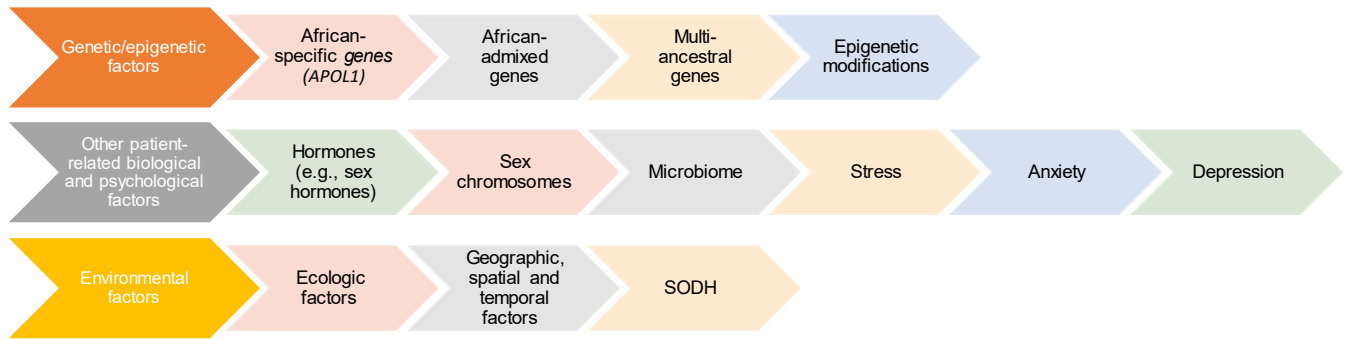 Genetic/epigenetic
factors
African-
specific genes
(APOL1)
African-
admixed
genes
Multi-
ancestral
genes
Epigenetic
modifications
Other patient-
related biological
and psychological
factors
Hormones
(e.g., sex
hormones)
Sex
chromosomes
Microbiome
Stress
Anxiety
Depression
Environmental
factors
Ecologic
factors
Geographic,
spatial and
temporal
factors
SODH